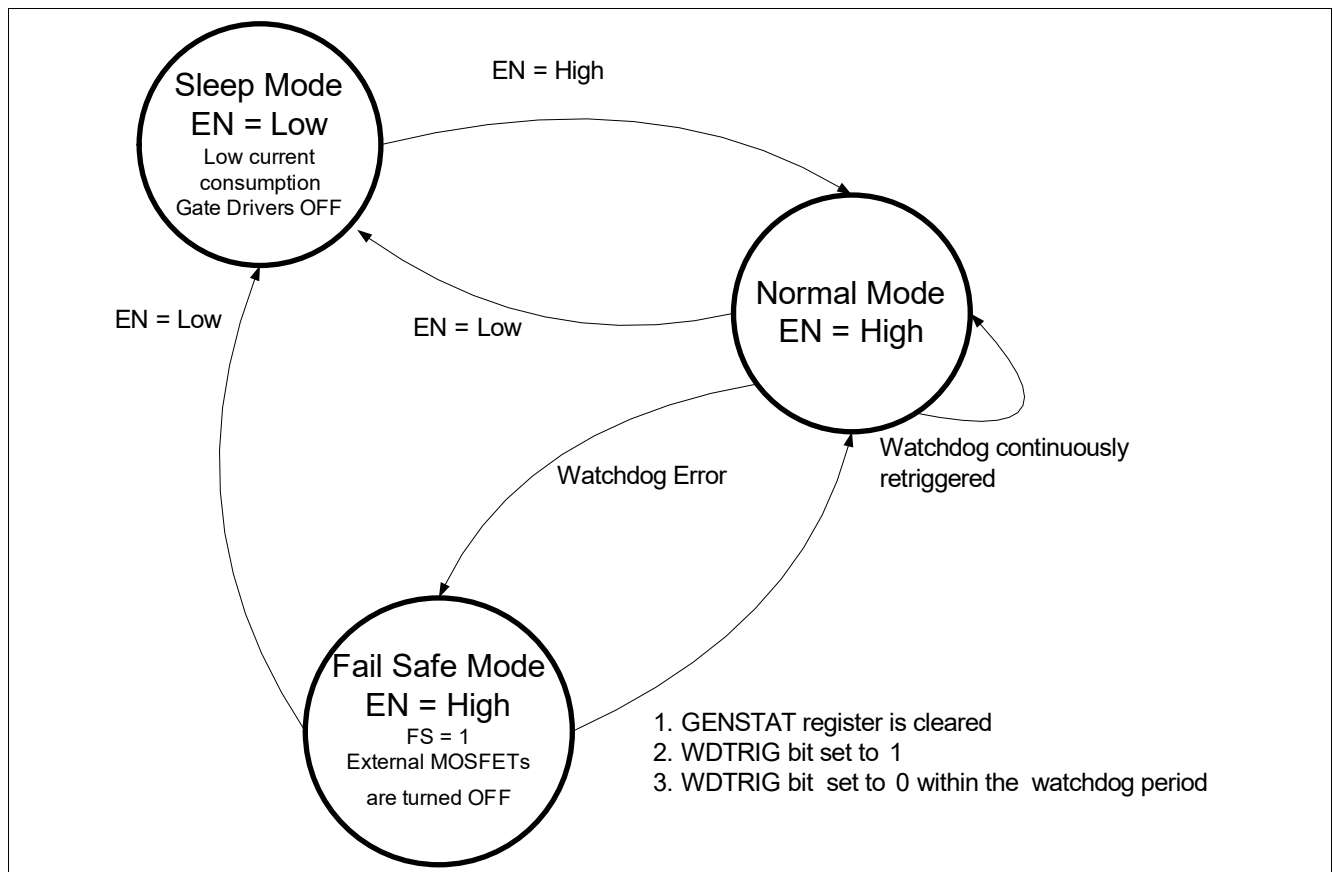 Sleep Mode
EN = Low
Low current
consumption
Gate Drivers OFF
EN = High
Normal Mode
EN = High
EN = Low
EN = Low
Watchdog continuously
retriggered
Watchdog Error
Fail Safe Mode
EN = High
FS = 1
External MOSFETs
are turned OFF
1. GENSTAT register is cleared
2. WDTRIG bit set to 1
3. WDTRIG bit set to 0 within the watchdog period